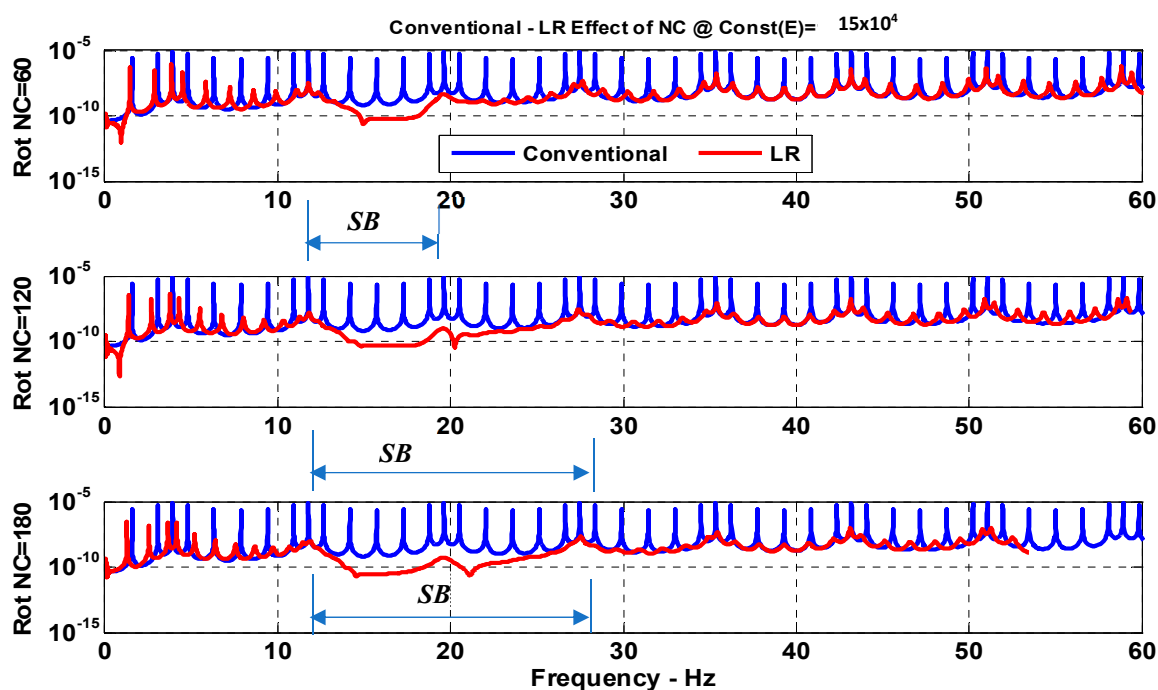 Conventional - LR Effect of NC @ Const(E)= 15x10⁴
Rot NC=60
10⁻⁵
10⁻¹⁰
10⁻¹⁵
Conventional LR
0 10 20 30 40 50 60
SB
Rot NC=120
10⁻⁵
10⁻¹⁰
10⁻¹⁵
0 10 20 30 40 50 60
SB
Rot NC=180
10⁻⁵
10⁻¹⁰
10⁻¹⁵
SB
0 10 20 30 40 50 60
Frequency - Hz